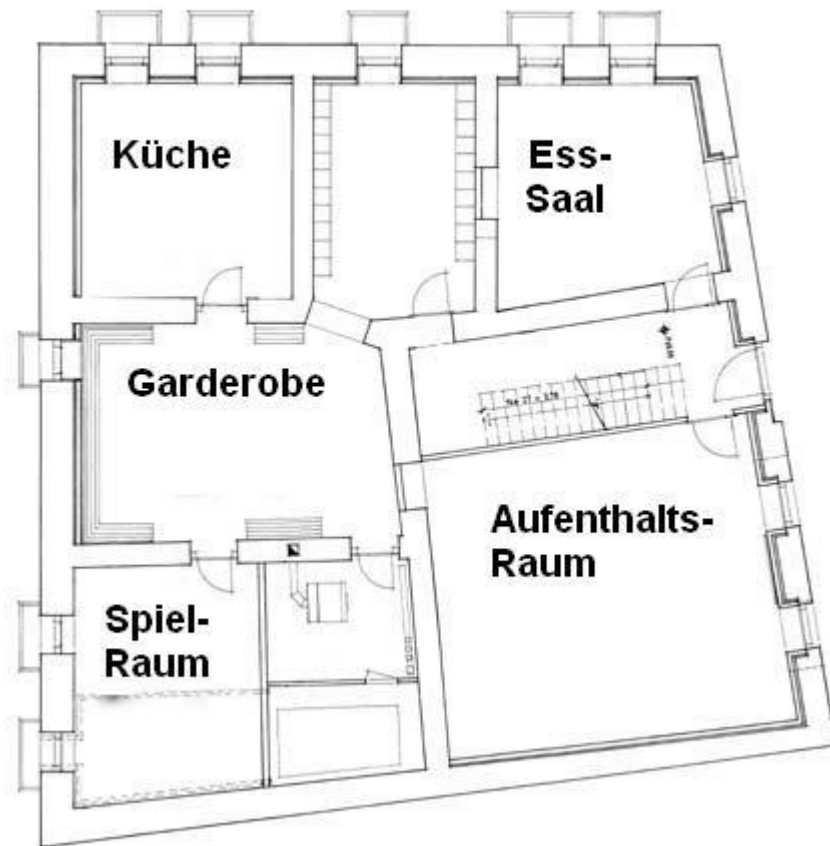 Küche
Ess-
Saal
Garderobe
Aufenthalts-
Raum
Spiel-
Raum